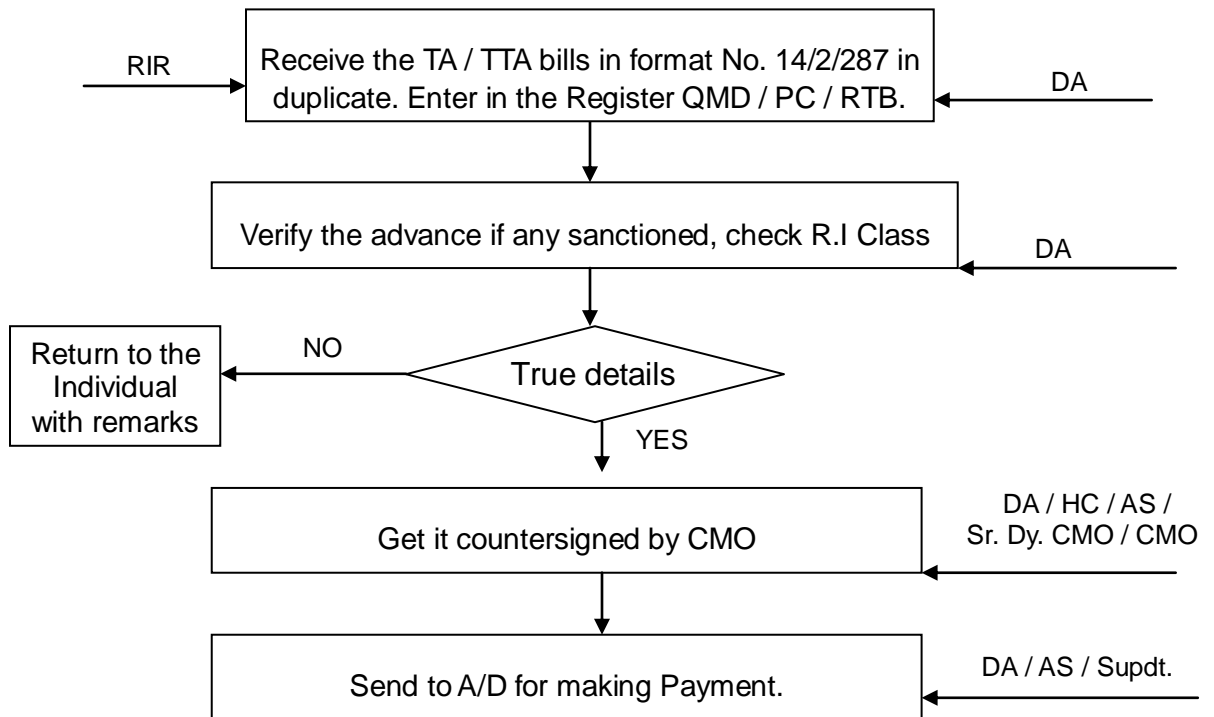 RIR
Receive the TA / TTA bills in format No. 14/2/287 in
duplicate. Enter in the Register QMD / PC / RTB.
DA
Verify the advance if any sanctioned, check R.I Class
DA
Return to the
Individual
with remarks
NO
True details
YES
Get it countersigned by CMO
DA / HC / AS /
Sr. Dy. CMO / CMO
Send to A/D for making Payment.
DA / AS / Supdt.